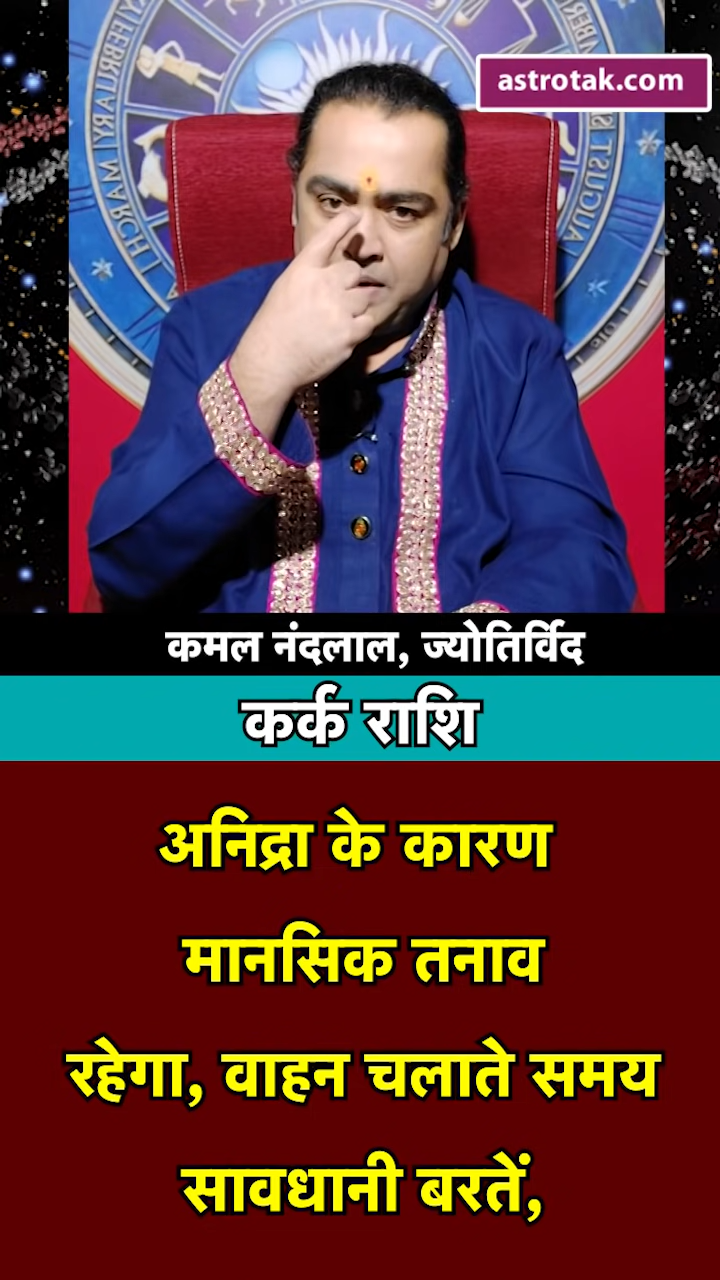 astrotak.com
कमल नंदलाल, ज्योतिर्विद
कर्क राशि
अनिद्रा के कारण
मानसिक तनाव
रहेगा, वाहन चलाते समय
सावधानी बरतें,